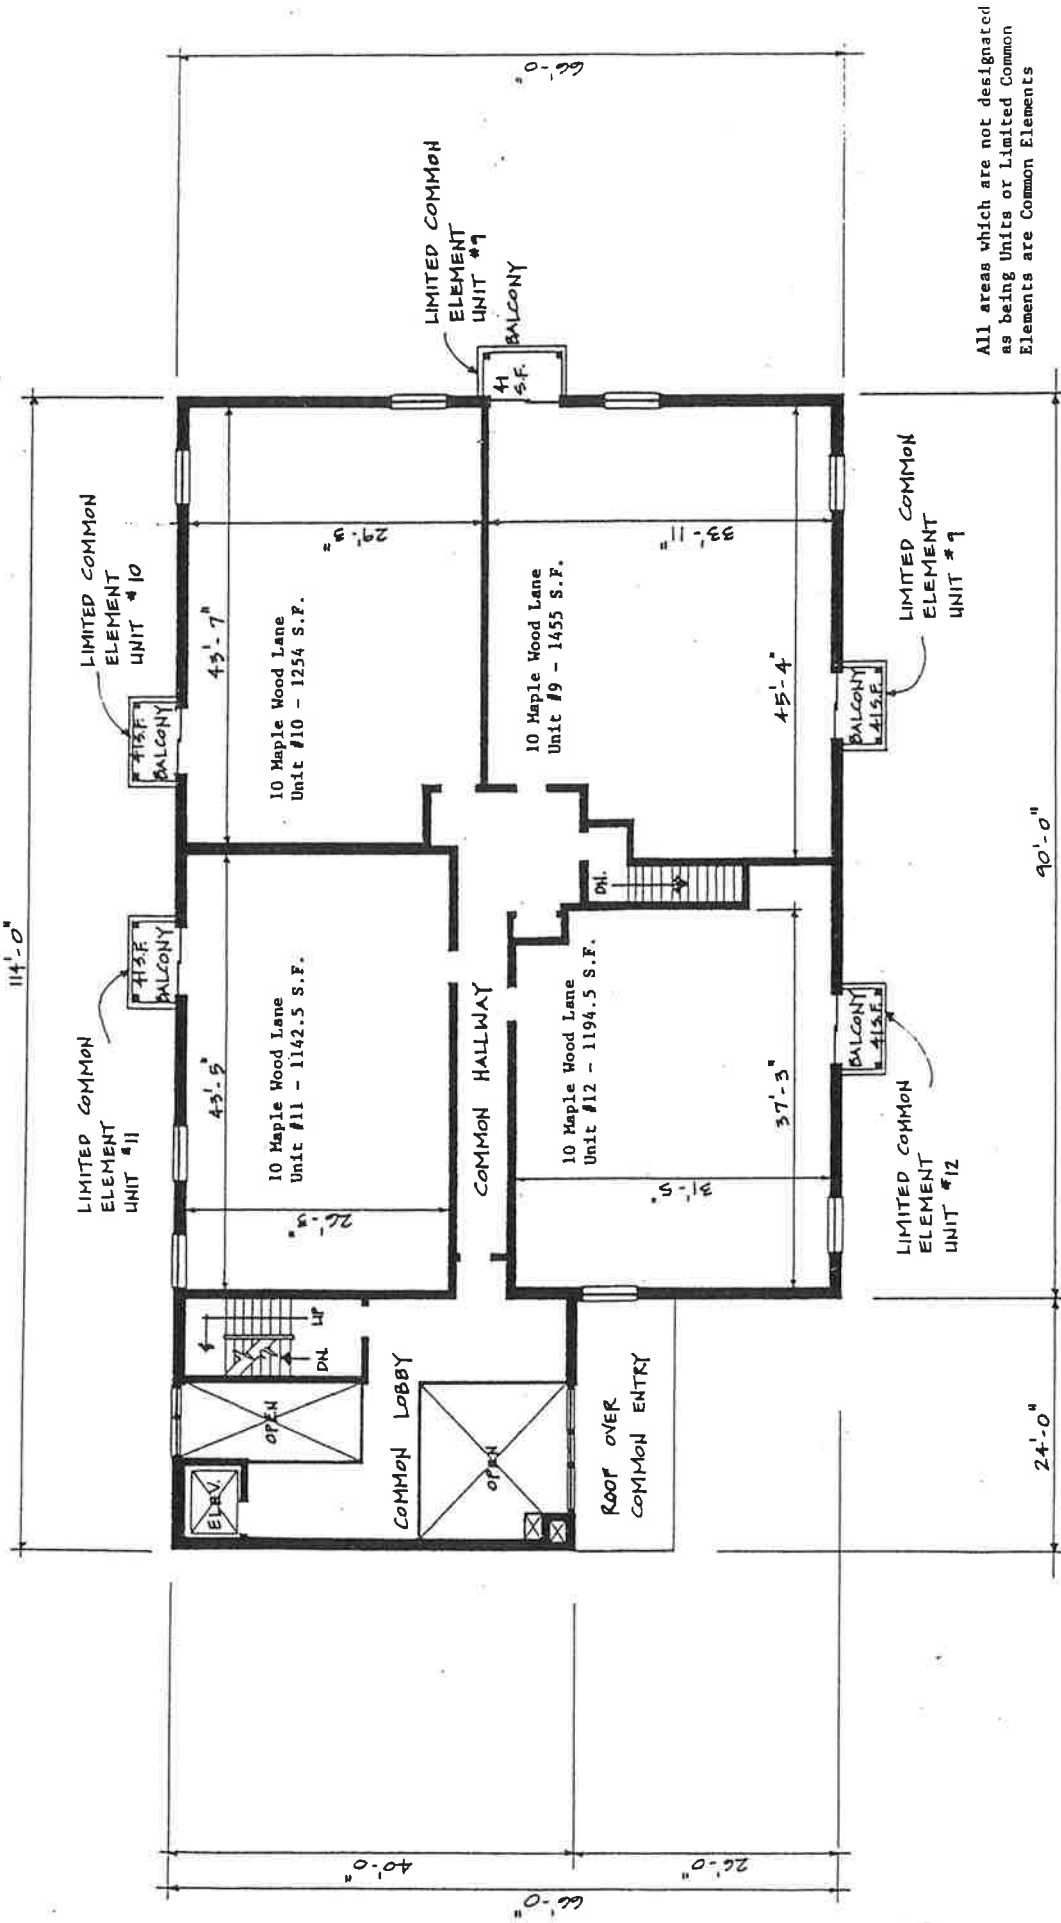 114'-0"
LIMITED COMMON
ELEMENT
UNIT #11
LIMITED COMMON
ELEMENT
UNIT #10
41 S.F.
BALCONY
41 S.F.
BALCONY
43'-5"
43'-7"
10 Maple Wood Lane
Unit #11 - 1142.5 S.F.
10 Maple Wood Lane
Unit #10 - 1254 S.F.
26'-3"
29'-3"
LIMITED COMMON
ELEMENT
UNIT #9
BALCONY
41
S.F.
66'-0"
ELEV.
OPEN
UP
DN.
COMMON LOBBY
OPEN
COMMON HALLWAY
DN.
10 Maple Wood Lane
Unit #12 - 1194.5 S.F.
10 Maple Wood Lane
Unit #9 - 1455 S.F.
31'-5"
33'-11"
37'-3"
45'-4"
ROOF OVER
COMMON ENTRY
BALCONY
41 S.F.
BALCONY
41 S.F.
LIMITED COMMON
ELEMENT
UNIT #12
LIMITED COMMON
ELEMENT
UNIT #9
40'-0"
26'-0"
66'-0"
24'-0"
90'-0"
All areas which are not designated
as being Units or Limited Common
Elements are Common Elements